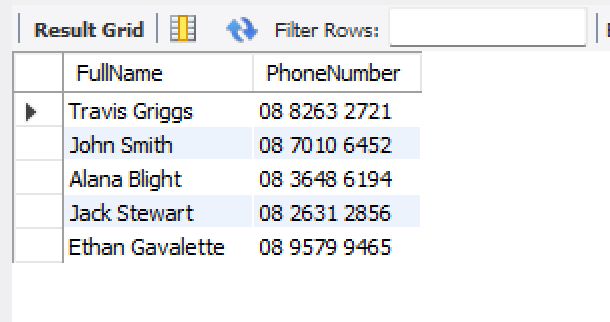 Result Grid Filter Rows: E
FullName PhoneNumber
Travis Griggs 08 8263 2721
John Smith 08 7010 6452
Alana Blight 08 3648 6194
Jack Stewart 08 2631 2856
Ethan Gavalette 08 9579 9465